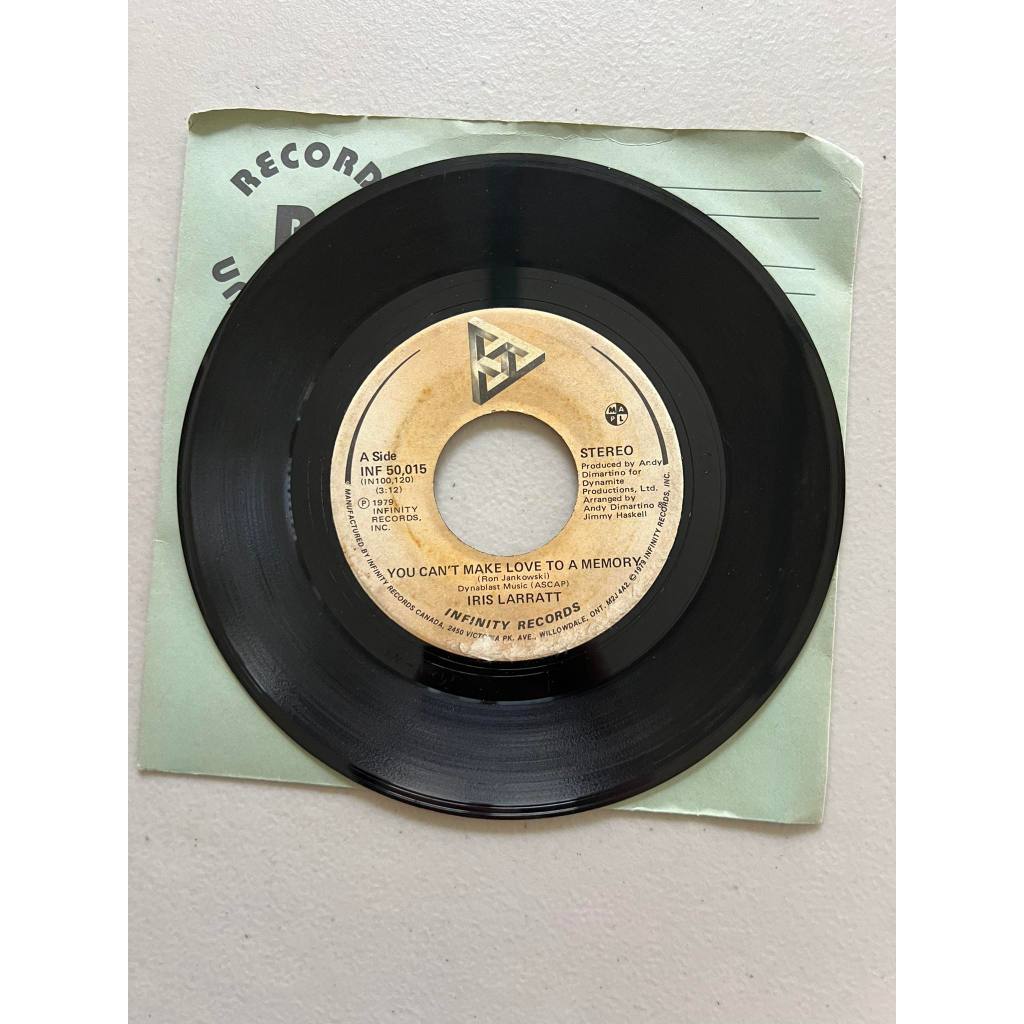 RECORD
A Side
INF 50,015
(IN100,120)
(3:12)
Ⓟ 1979
INFINITY
RECORDS,
INC.
M A P L
STEREO
Produced by Andy
Dimartino for
Dynamite
Productions, Ltd.
Arranged by
Andy Dimartino &
Jimmy Haskell
YOU CAN'T MAKE LOVE TO A MEMORY
(Ron Jankowski)
Dynablast Music (ASCAP)
IRIS LARRATT
INFINITY RECORDS
MANUFACTURED BY INFINITY RECORDS CANADA, 2450 VICTORIA PK. AVE., WILLOWDALE, ONT. M2J 4A2. © 1979 INFINITY RECORDS, INC.